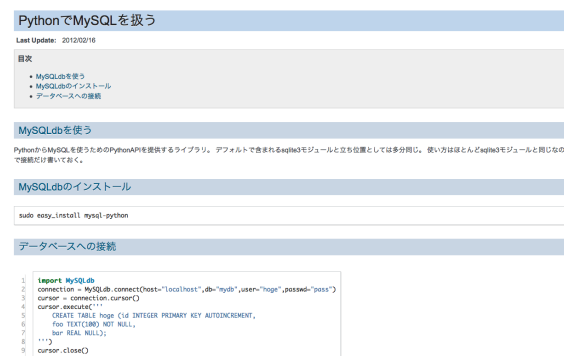 PythonでMySQLを扱う
Last Update: 2012/02/16
目次
MySQLdbを使う
MySQLdbのインストール
データベースへの接続
MySQLdbを使う
PythonからMySQLを使うためのPythonAPIを提供するライブラリ。 デフォルトで含まれるsqlite3モジュールと立ち位置としては多分同じ。 使い方はほとんどsqlite3モジュールと同じなの
で接続だけ書いておく。
MySQLdbのインストール
sudo easy_install mysql-python
データベースへの接続
1 import MySQLdb
2 connection = MySQLdb.connect(host="localhost",db="mydb",user="hoge",passwd="pass")
3 cursor = connection.cursor()
4 cursor.execute('''
5 CREATE TABLE hoge (id INTEGER PRIMARY KEY AUTOINCREMENT,
6 foo TEXT(100) NOT NULL,
7 bar REAL NULL);
8 ''')
9 cursor.close()